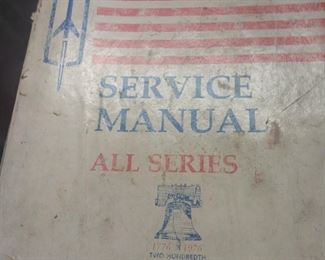 SERVICE
MANUAL
ALL SERIES
1776 1976
TWO HUNDREDTH